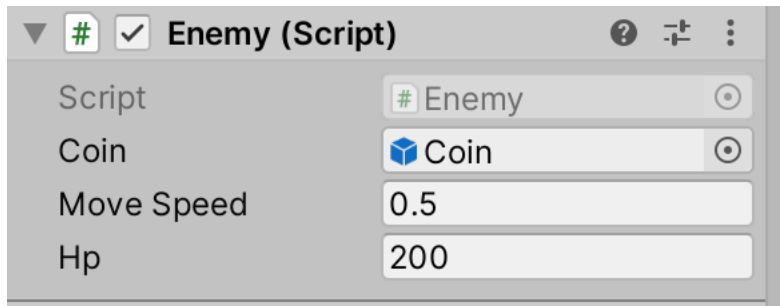 # Enemy (Script)
Script # Enemy
Coin Coin
Move Speed 0.5
Hp 200